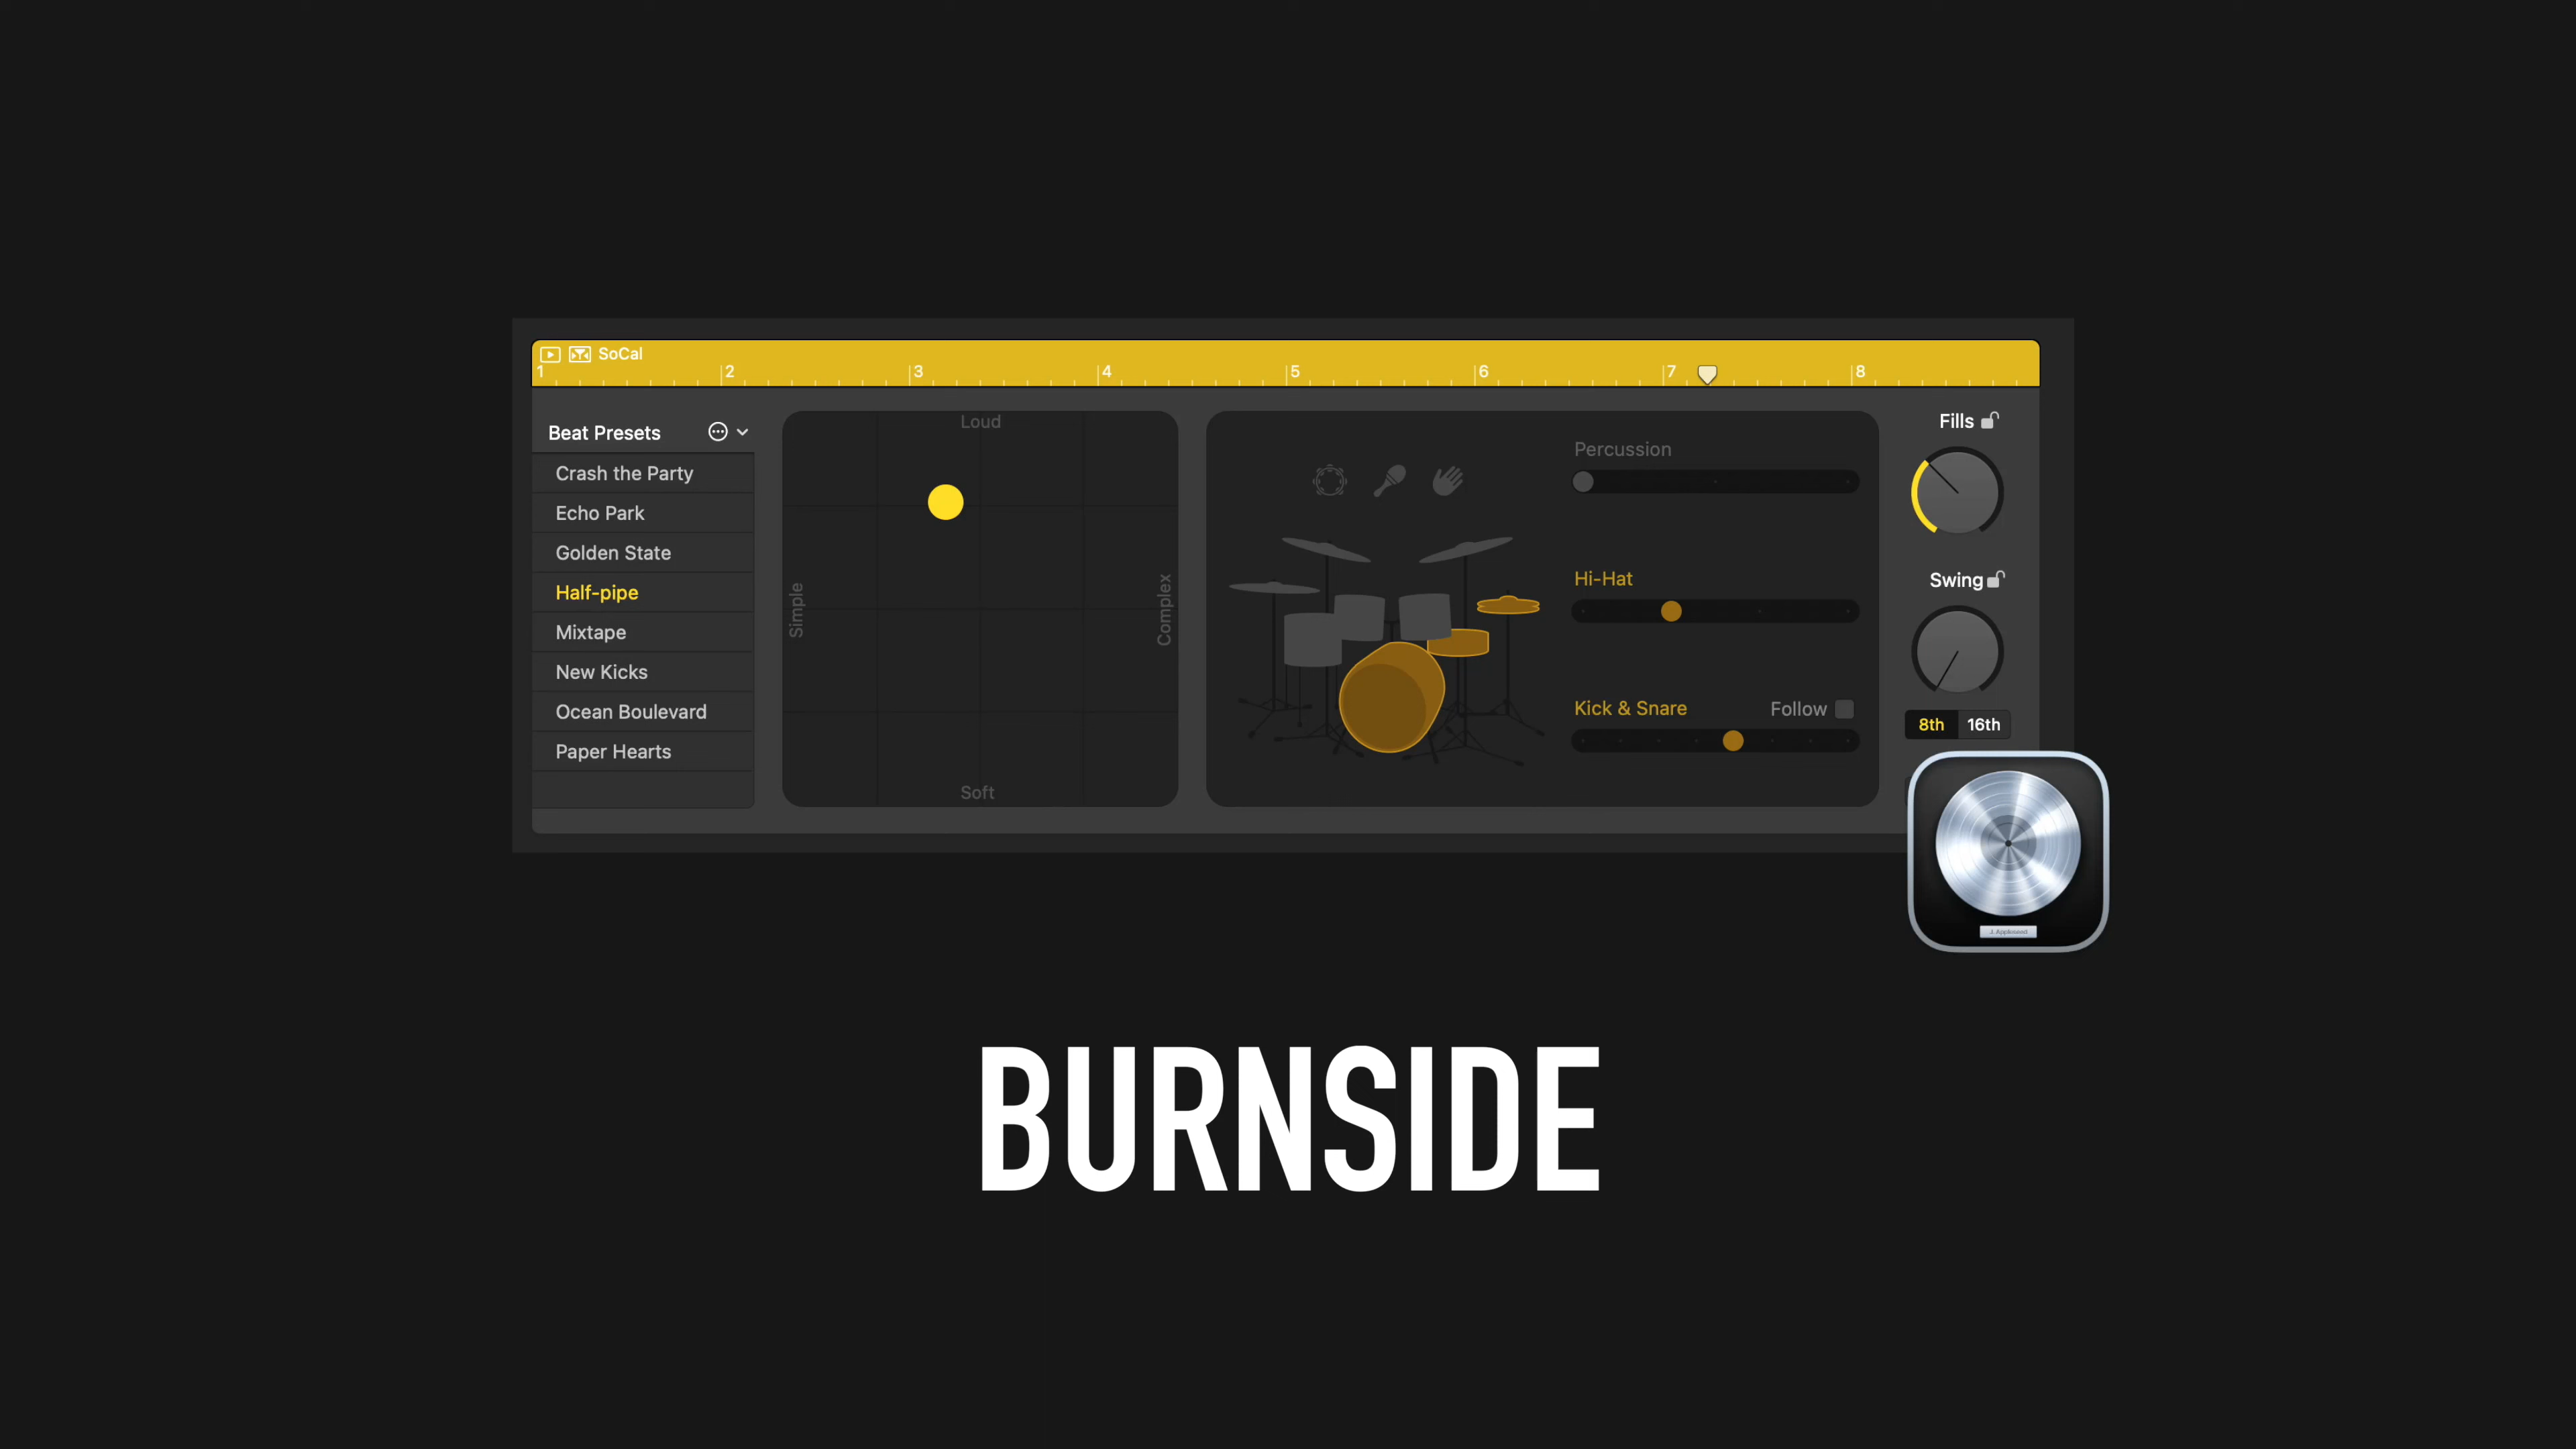 SoCal
1 2 3 4 5 6 7 8
Beat Presets
Crash the Party
Echo Park
Golden State
Half-pipe
Mixtape
New Kicks
Ocean Boulevard
Paper Hearts
Loud
Simple
Complex
Soft
Percussion
Hi-Hat
Kick & Snare Follow
Fills
Swing
8th 16th
J. Appleseed
BURNSIDE